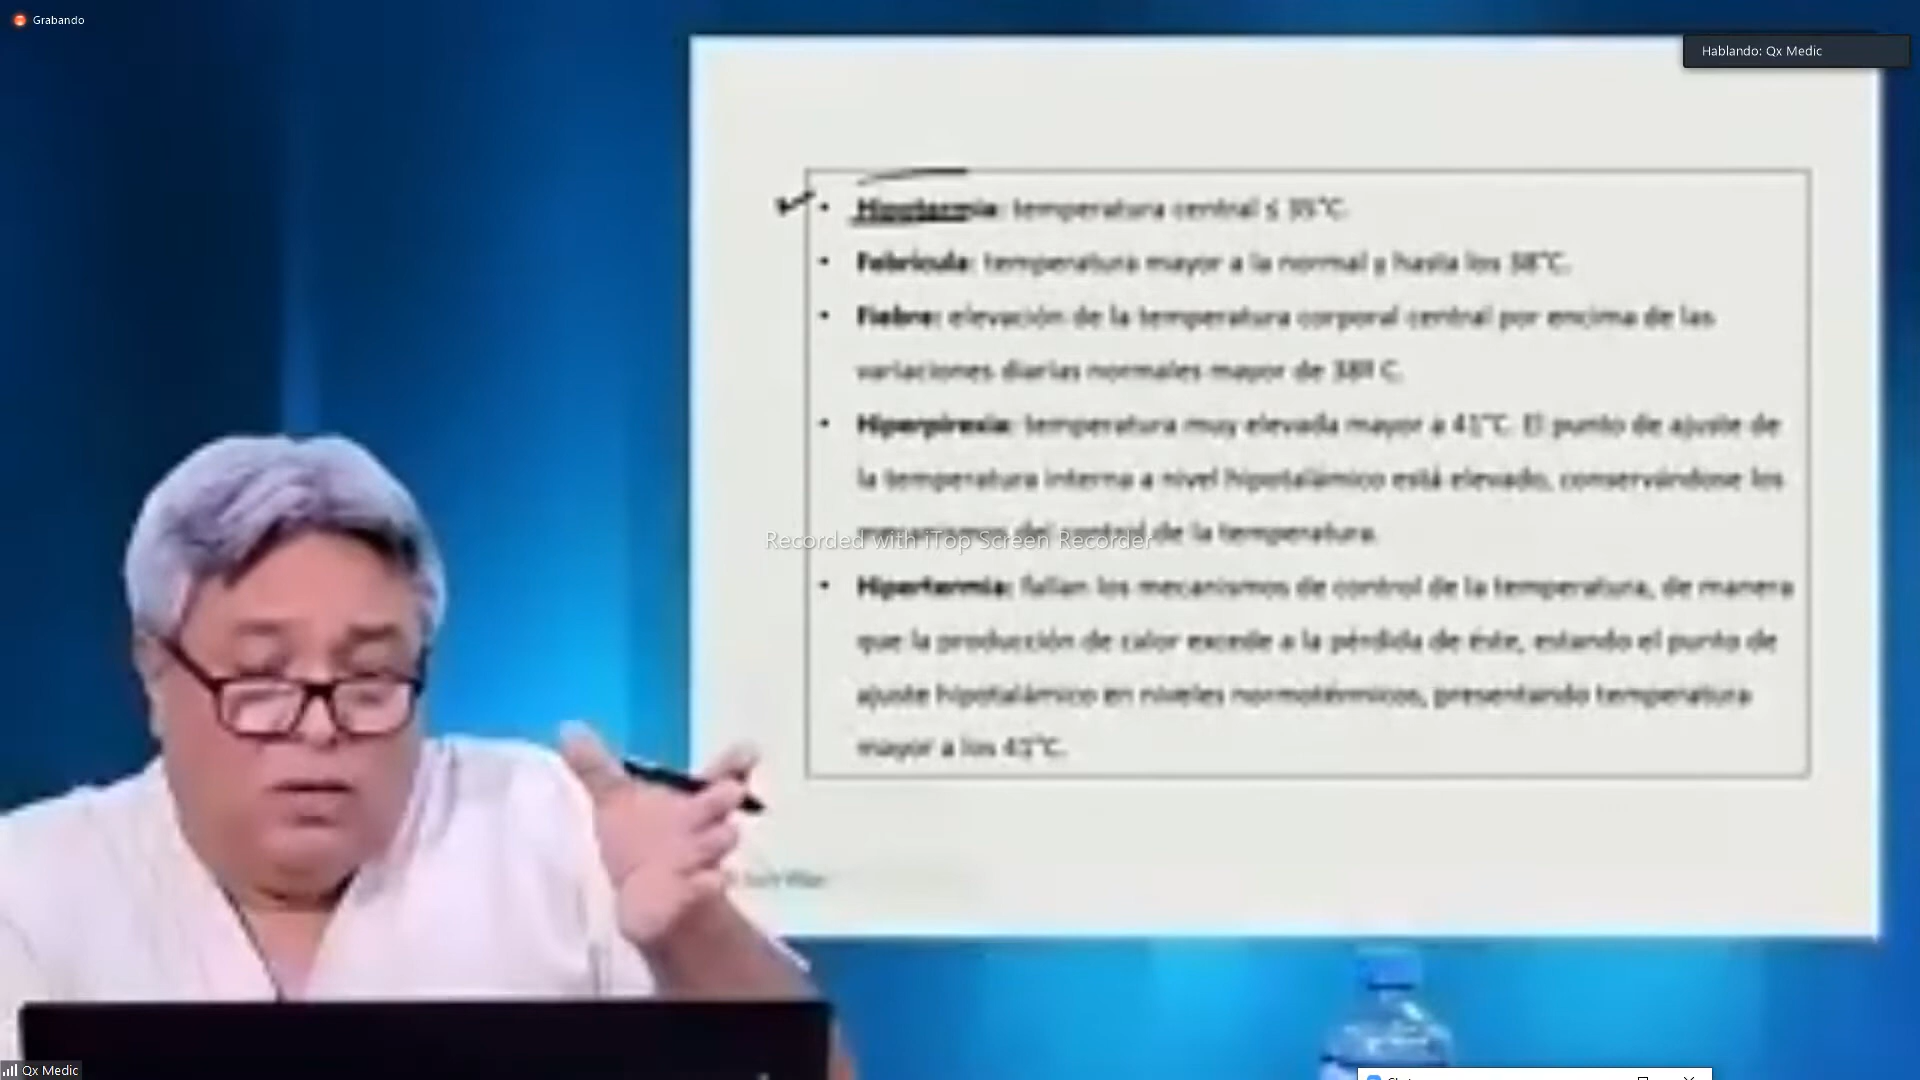 Grabando
Hablando: Qx Medic
• Hipotermia: temperatura central ≤ 35°C.
• Febrícula: temperatura mayor a la normal y hasta los 38°C.
• Fiebre: elevación de la temperatura corporal central por encima de las
variaciones diarias normales mayor de 38º C.
• Hiperpirexia: temperatura muy elevada mayor a 41°C. El punto de ajuste de
la temperatura interna a nivel hipotalámico está elevado, conservándose los
mecanismos del control de la temperatura.
Recorded with iTop Screen Recorder
• Hipertermia: fallan los mecanismos de control de la temperatura, de manera
que la producción de calor excede a la pérdida de éste, estando el punto de
ajuste hipotalámico en niveles normotérmicos, presentando temperatura
mayor a los 41°C.
Qx Medic